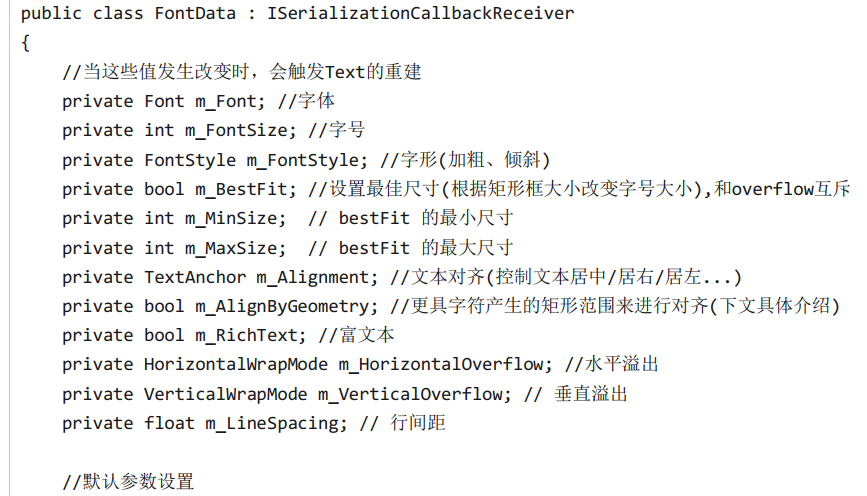 public class FontData : ISerializationCallbackReceiver
{
    //当这些值发生改变时，会触发Text的重建
    private Font m_Font; //字体
    private int m_FontSize; //字号
    private FontStyle m_FontStyle; //字形(加粗、倾斜)
    private bool m_BestFit; //设置最佳尺寸(根据矩形框大小改变字号大小),和overflow互斥
    private int m_MinSize;  // bestFit 的最小尺寸
    private int m_MaxSize;  // bestFit 的最大尺寸
    private TextAnchor m_Alignment; //文本对齐(控制文本居中/居右/居左...)
    private bool m_AlignByGeometry; //更具字符产生的矩形范围来进行对齐(下文具体介绍)
    private bool m_RichText; //富文本
    private HorizontalWrapMode m_HorizontalOverflow; //水平溢出
    private VerticalWrapMode m_VerticalOverflow; // 垂直溢出
    private float m_LineSpacing; // 行间距
    //默认参数设置